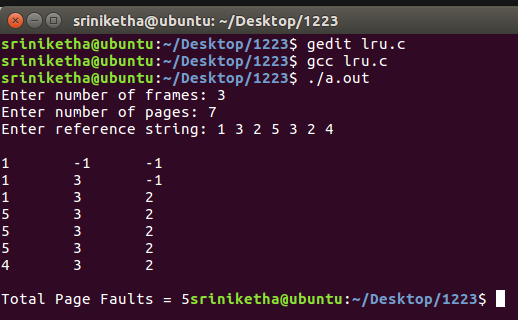 sriniketha@ubuntu: ~/Desktop/1223
sriniketha@ubuntu:~/Desktop/1223$ gedit lru.c
sriniketha@ubuntu:~/Desktop/1223$ gcc lru.c
sriniketha@ubuntu:~/Desktop/1223$ ./a.out
Enter number of frames: 3
Enter number of pages: 7
Enter reference string: 1 3 2 5 3 2 4
1 -1 -1
1 3 -1
1 3 2
5 3 2
5 3 2
5 3 2
4 3 2
Total Page Faults = 5sriniketha@ubuntu:~/Desktop/1223$